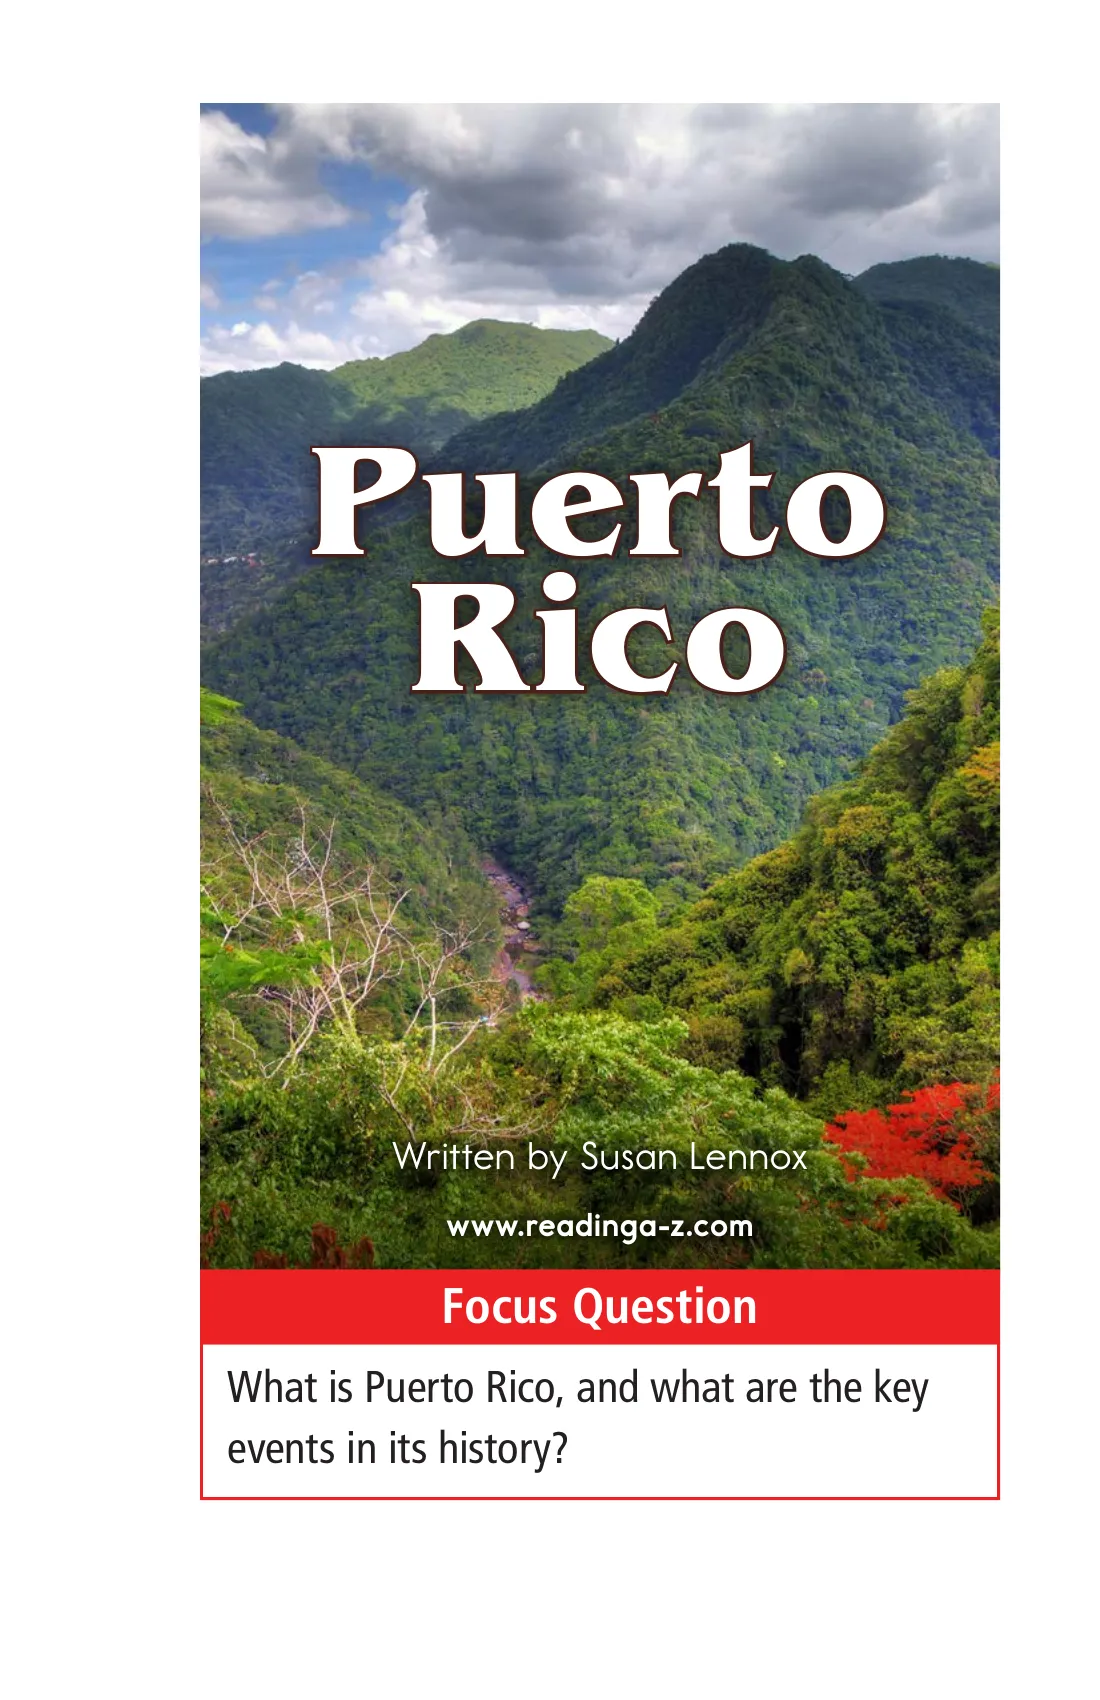 Puerto
Rico
Written by Susan Lennox
www.readinga-z.com
Focus Question
What is Puerto Rico, and what are the key
events in its history?